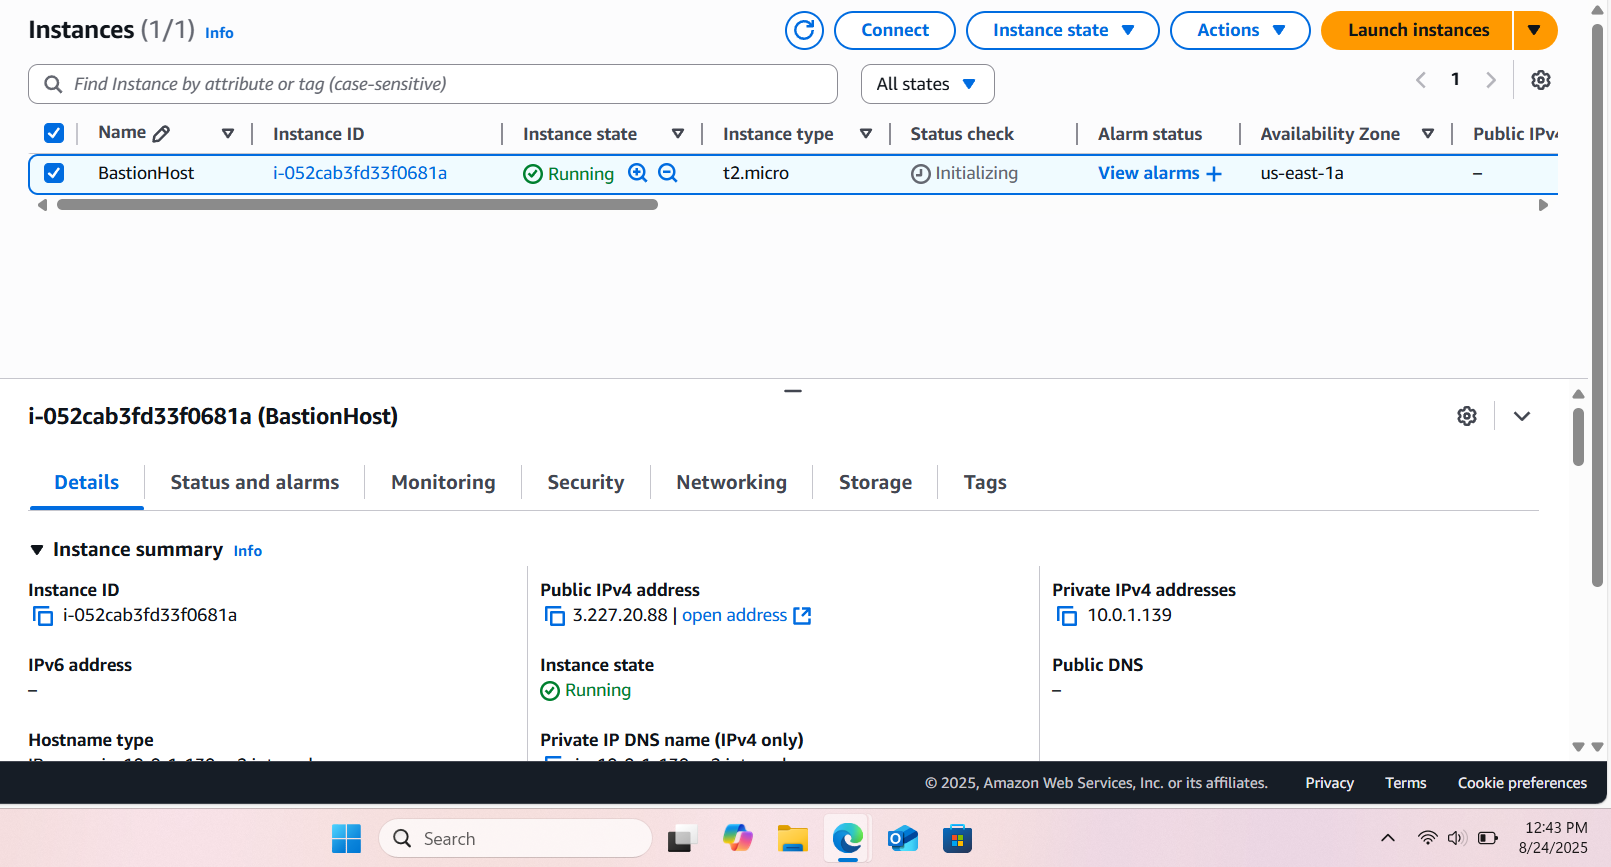 Instances (1/1) Info
Connect
Instance state
Actions
Launch instances
Find Instance by attribute or tag (case-sensitive)
All states
1
Name Instance ID Instance state Instance type Status check Alarm status Availability Zone Public IPv4
BastionHost i-052cab3fd33f0681a Running t2.micro Initializing View alarms + us-east-1a –
i-052cab3fd33f0681a (BastionHost)
Details Status and alarms Monitoring Security Networking Storage Tags
Instance summary Info
Instance ID
i-052cab3fd33f0681a
Public IPv4 address
3.227.20.88 | open address
Private IPv4 addresses
10.0.1.139
IPv6 address
–
Instance state
Running
Public DNS
–
Hostname type
Private IP DNS name (IPv4 only)
© 2025, Amazon Web Services, Inc. or its affiliates. Privacy Terms Cookie preferences
Search
12:43 PM
8/24/2025